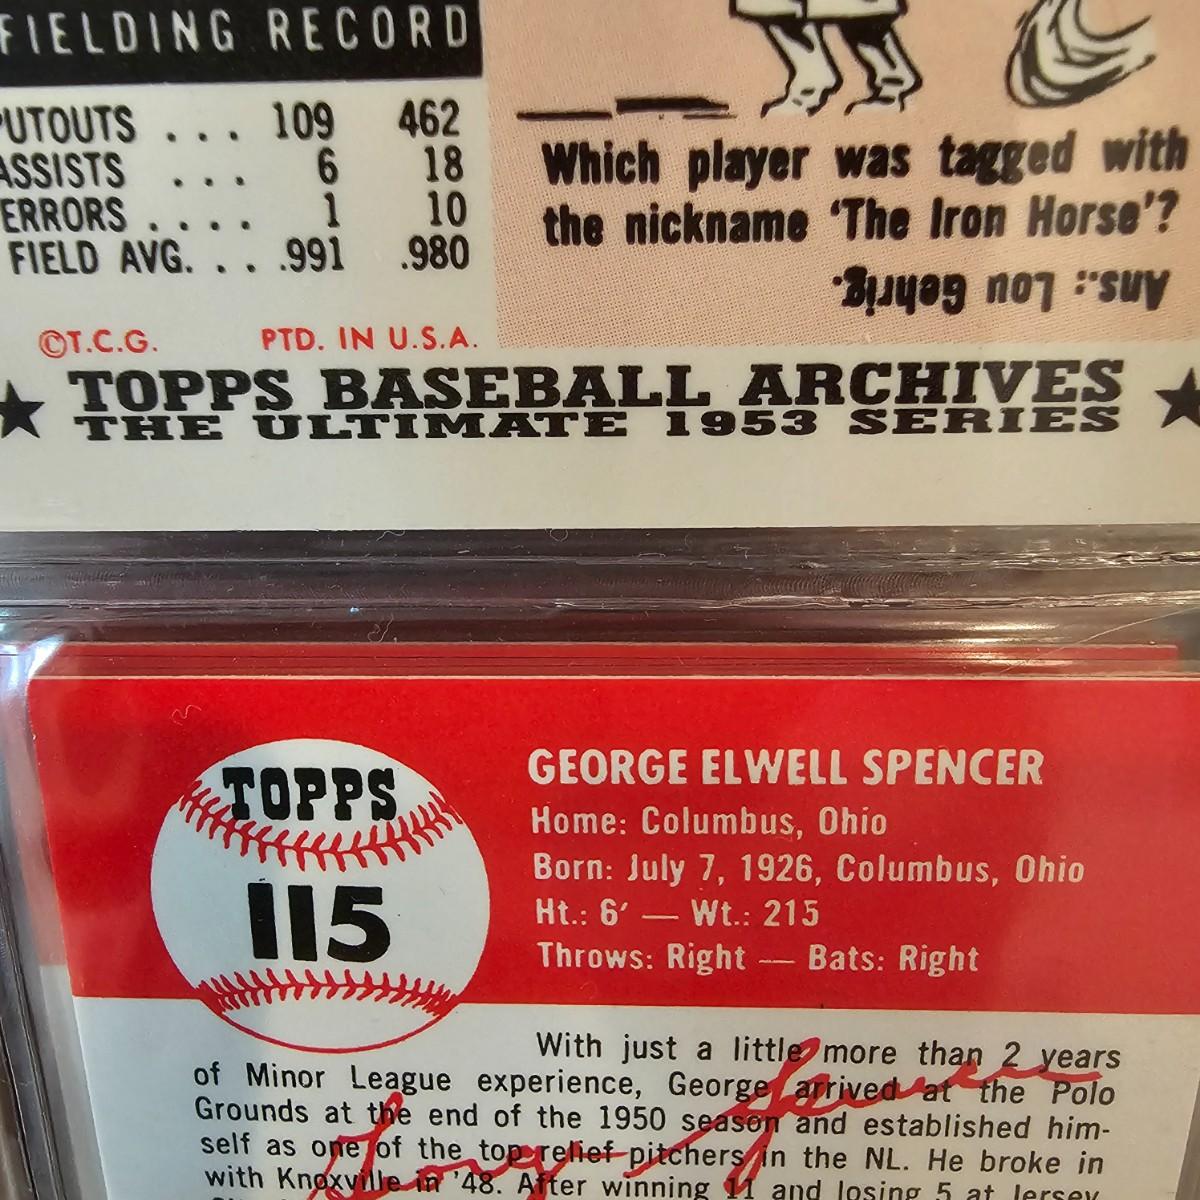 FIELDING RECORD
PUTOUTS . . . 109 462
ASSISTS . . . 6 18
ERRORS . . . . 1 10
FIELD AVG. . . . .991 .980
Which player was tagged with
the nickname ‘The Iron Horse’?
Ans.: Lou Gehrig.
©T.C.G. PTD. IN U.S.A.
TOPPS BASEBALL ARCHIVES
THE ULTIMATE 1953 SERIES
TOPPS
115
GEORGE ELWELL SPENCER
Home: Columbus, Ohio
Born: July 7, 1926, Columbus, Ohio
Ht.: 6′ — Wt.: 215
Throws: Right — Bats: Right
With just a little more than 2 years
of Minor League experience, George arrived at the Polo
Grounds at the end of the 1950 season and established him-
self as one of the top relief pitchers in the NL. He broke in
with Knoxville in '48. After winning 11 and losing 5 at Jersey
George Spencer